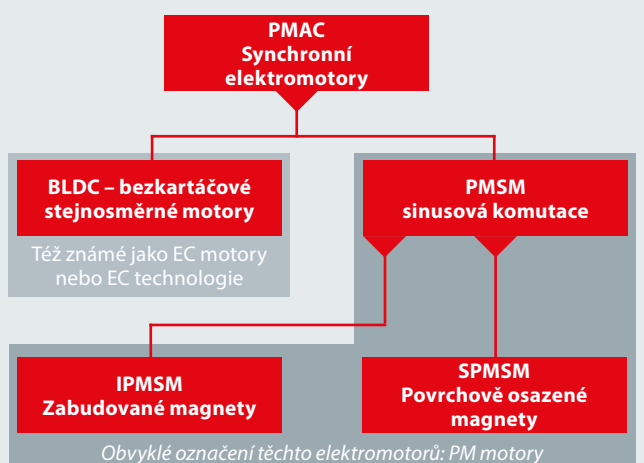 PMAC
Synchronní
elektromotory
BLDC – bezkartáčové
stejnosměrné motory
Též známé jako EC motory
nebo EC technologie
PMSM
sinusová komutace
IPMSM
Zabudované magnety
SPMSM
Povrchově osazené
magnety
Obvyklé označení těchto elektromotorů: PM motory